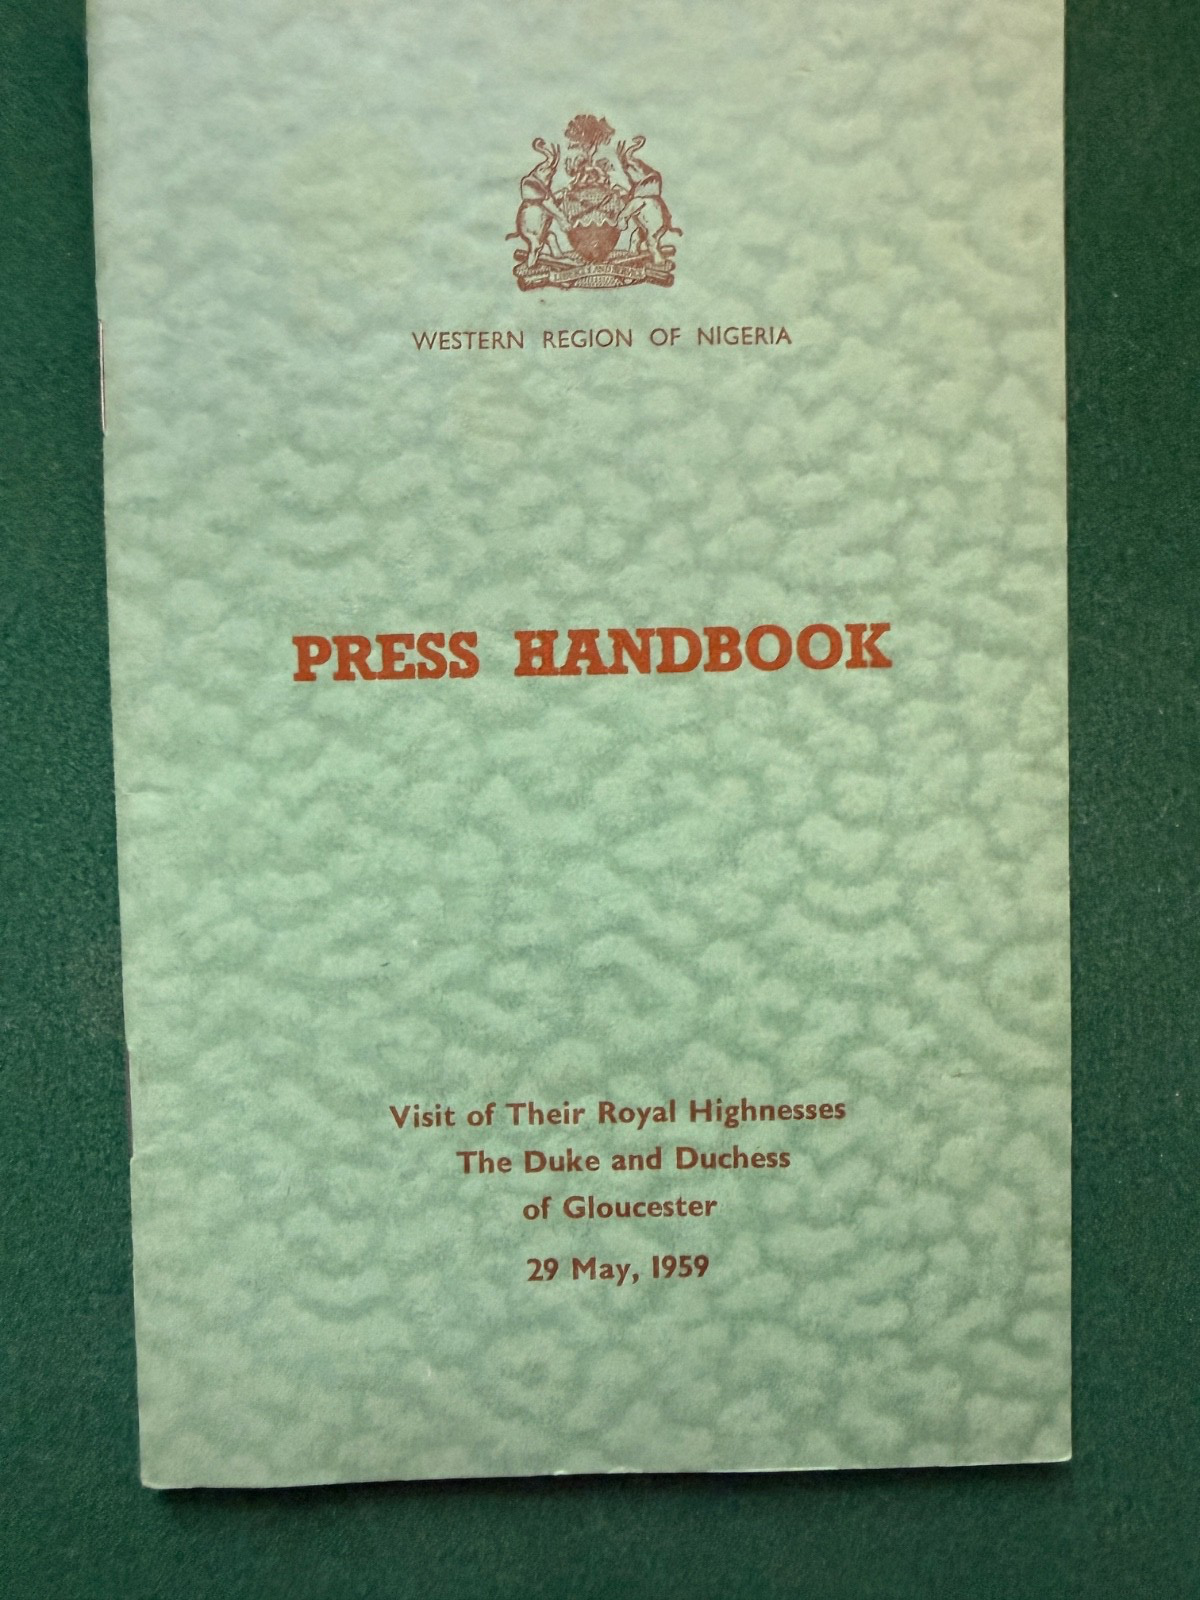 WESTERN REGION OF NIGERIA
PRESS HANDBOOK
Visit of Their Royal Highnesses
The Duke and Duchess
of Gloucester
29 May, 1959